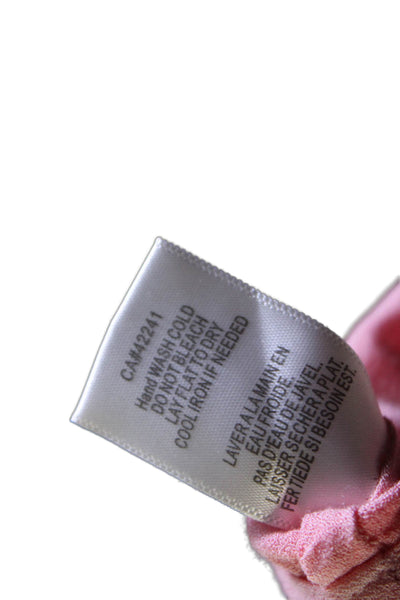 CA#42241
Hand WASH COLD
DO NOT BLEACH
LAY FLAT TO DRY
COOL IRON IF NEEDED
LAVER A LA MAIN EN
EAU FROIDE.
PAS D'EAU DE JAVEL.
LAISSER SECHER A PLAT.
FER TIEDE SI BESOIN EST.